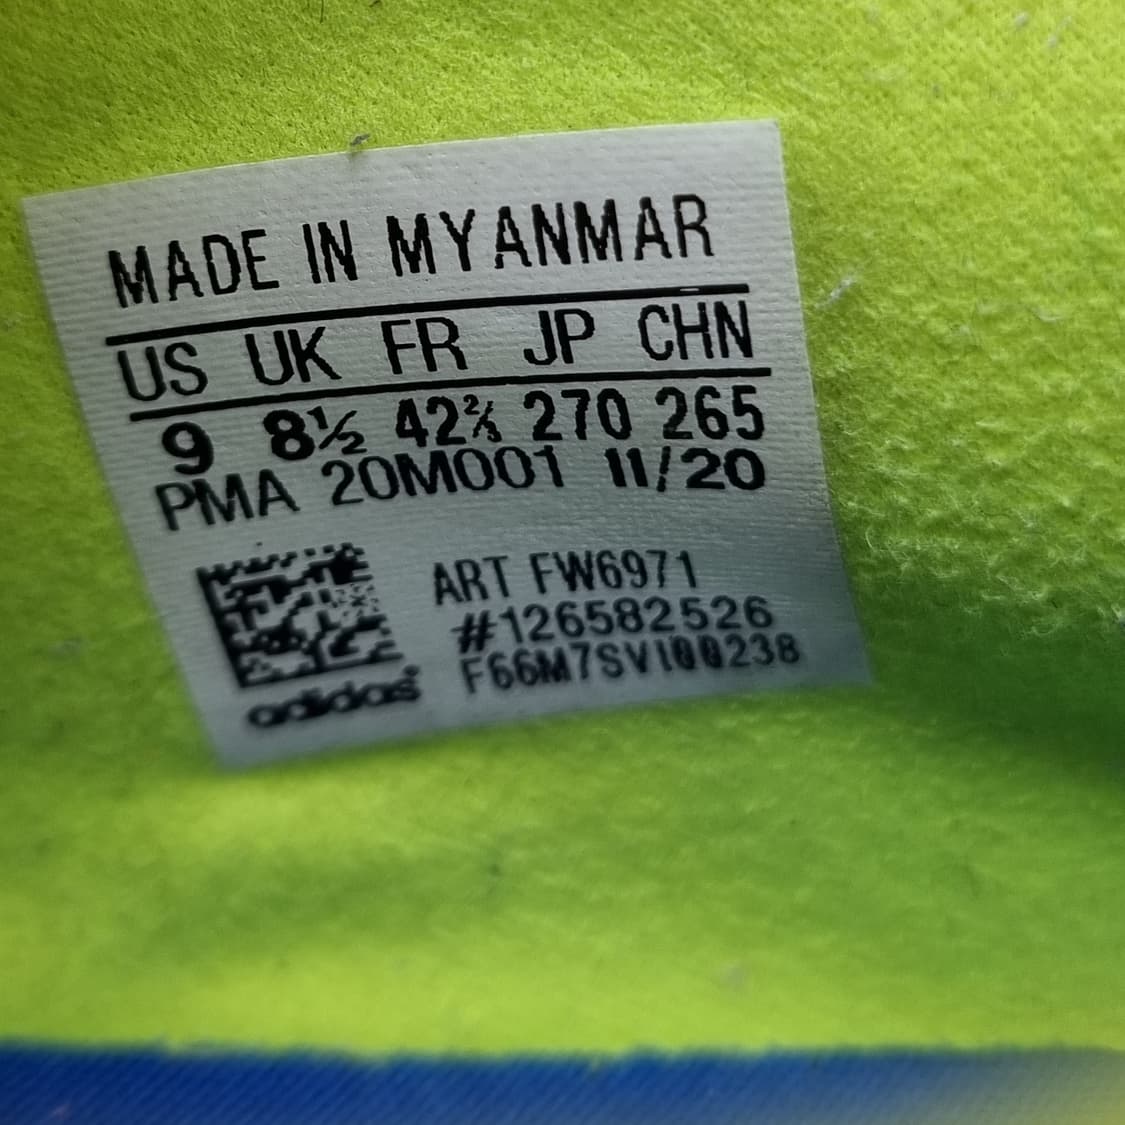 MADE IN MYANMAR
US UK FR JP CHN
9 8½ 42⅔ 270 265
PMA 20M001 11/20
ART FW6971
#126582526
F66M7SVI00238
adidas